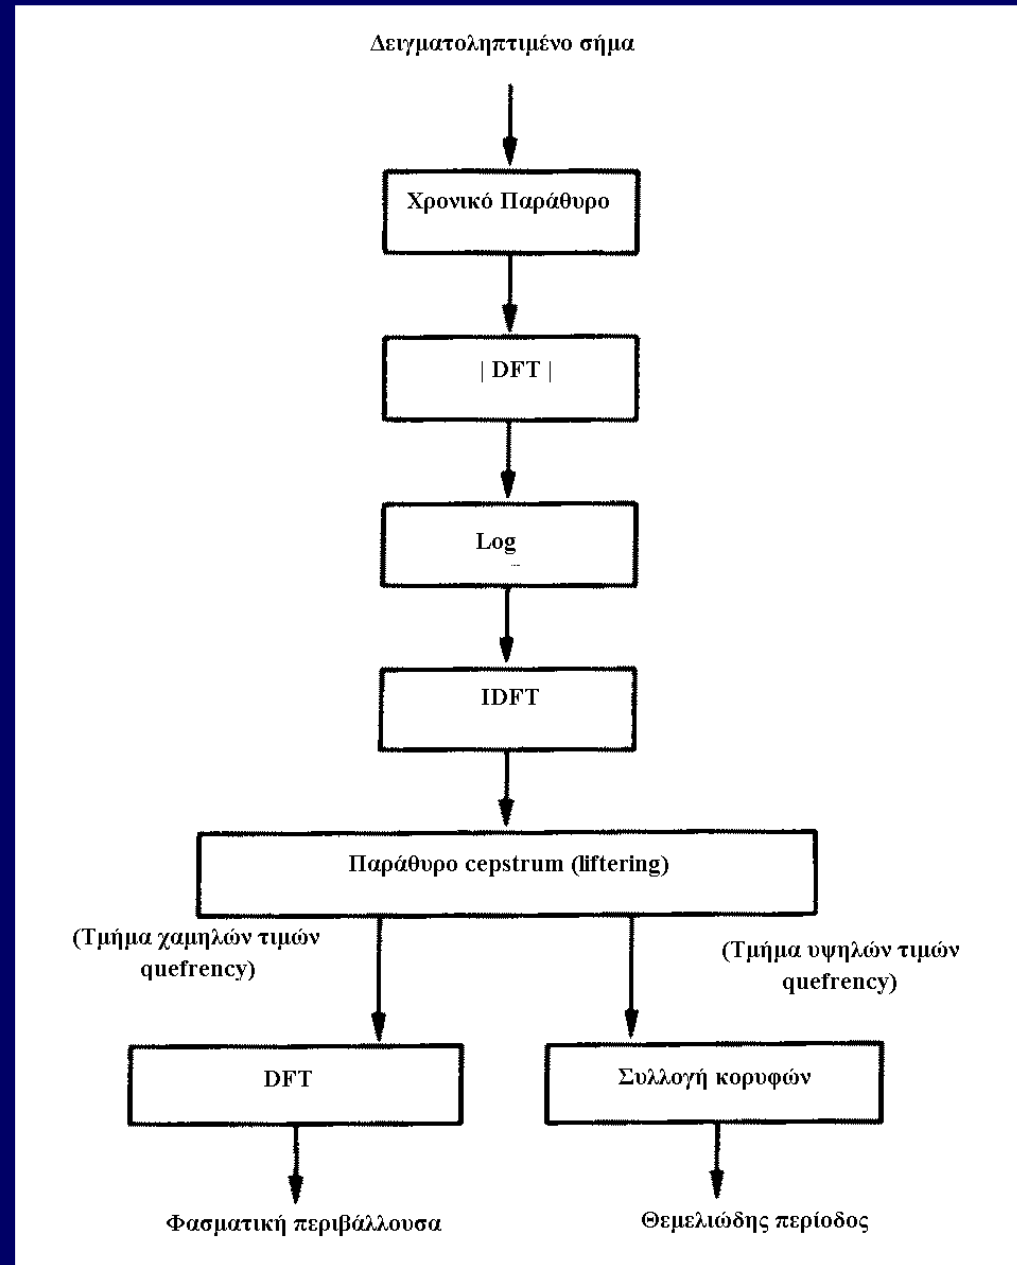 Δειγματοληπτιμένο σήμα
Χρονικό Παράθυρο
| DFT |
Log
IDFT
Παράθυρο cepstrum (liftering)
(Τμήμα χαμηλών τιμών
quefrency)
(Τμήμα υψηλών τιμών
quefrency)
DFT
Συλλογή κορυφών
Φασματική περιβάλλουσα
Θεμελιώδης περίοδος